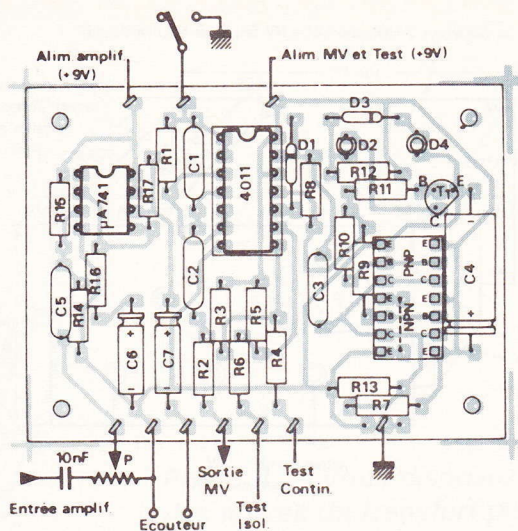 Alim. amplif.
(+9V)
Alim. MV et Test (+9V)
D3
D1
D2
D4
R1
C1
4011
R12
R11
B
T1
E
C
R15
µA741
R17
R8
R10
R9
E
E
B
PNP
B
C
C
E
E
B
NPN
B
C
C
E
E
C4
-
+
C2
C3
C5
R14
R16
R3
R5
C6
+
-
C7
+
-
R2
R6
R4
R13
R7
10nF
P
Entrée amplif.
Ecouteur
Sortie
MV
Test
Isol.
Test
Contin.